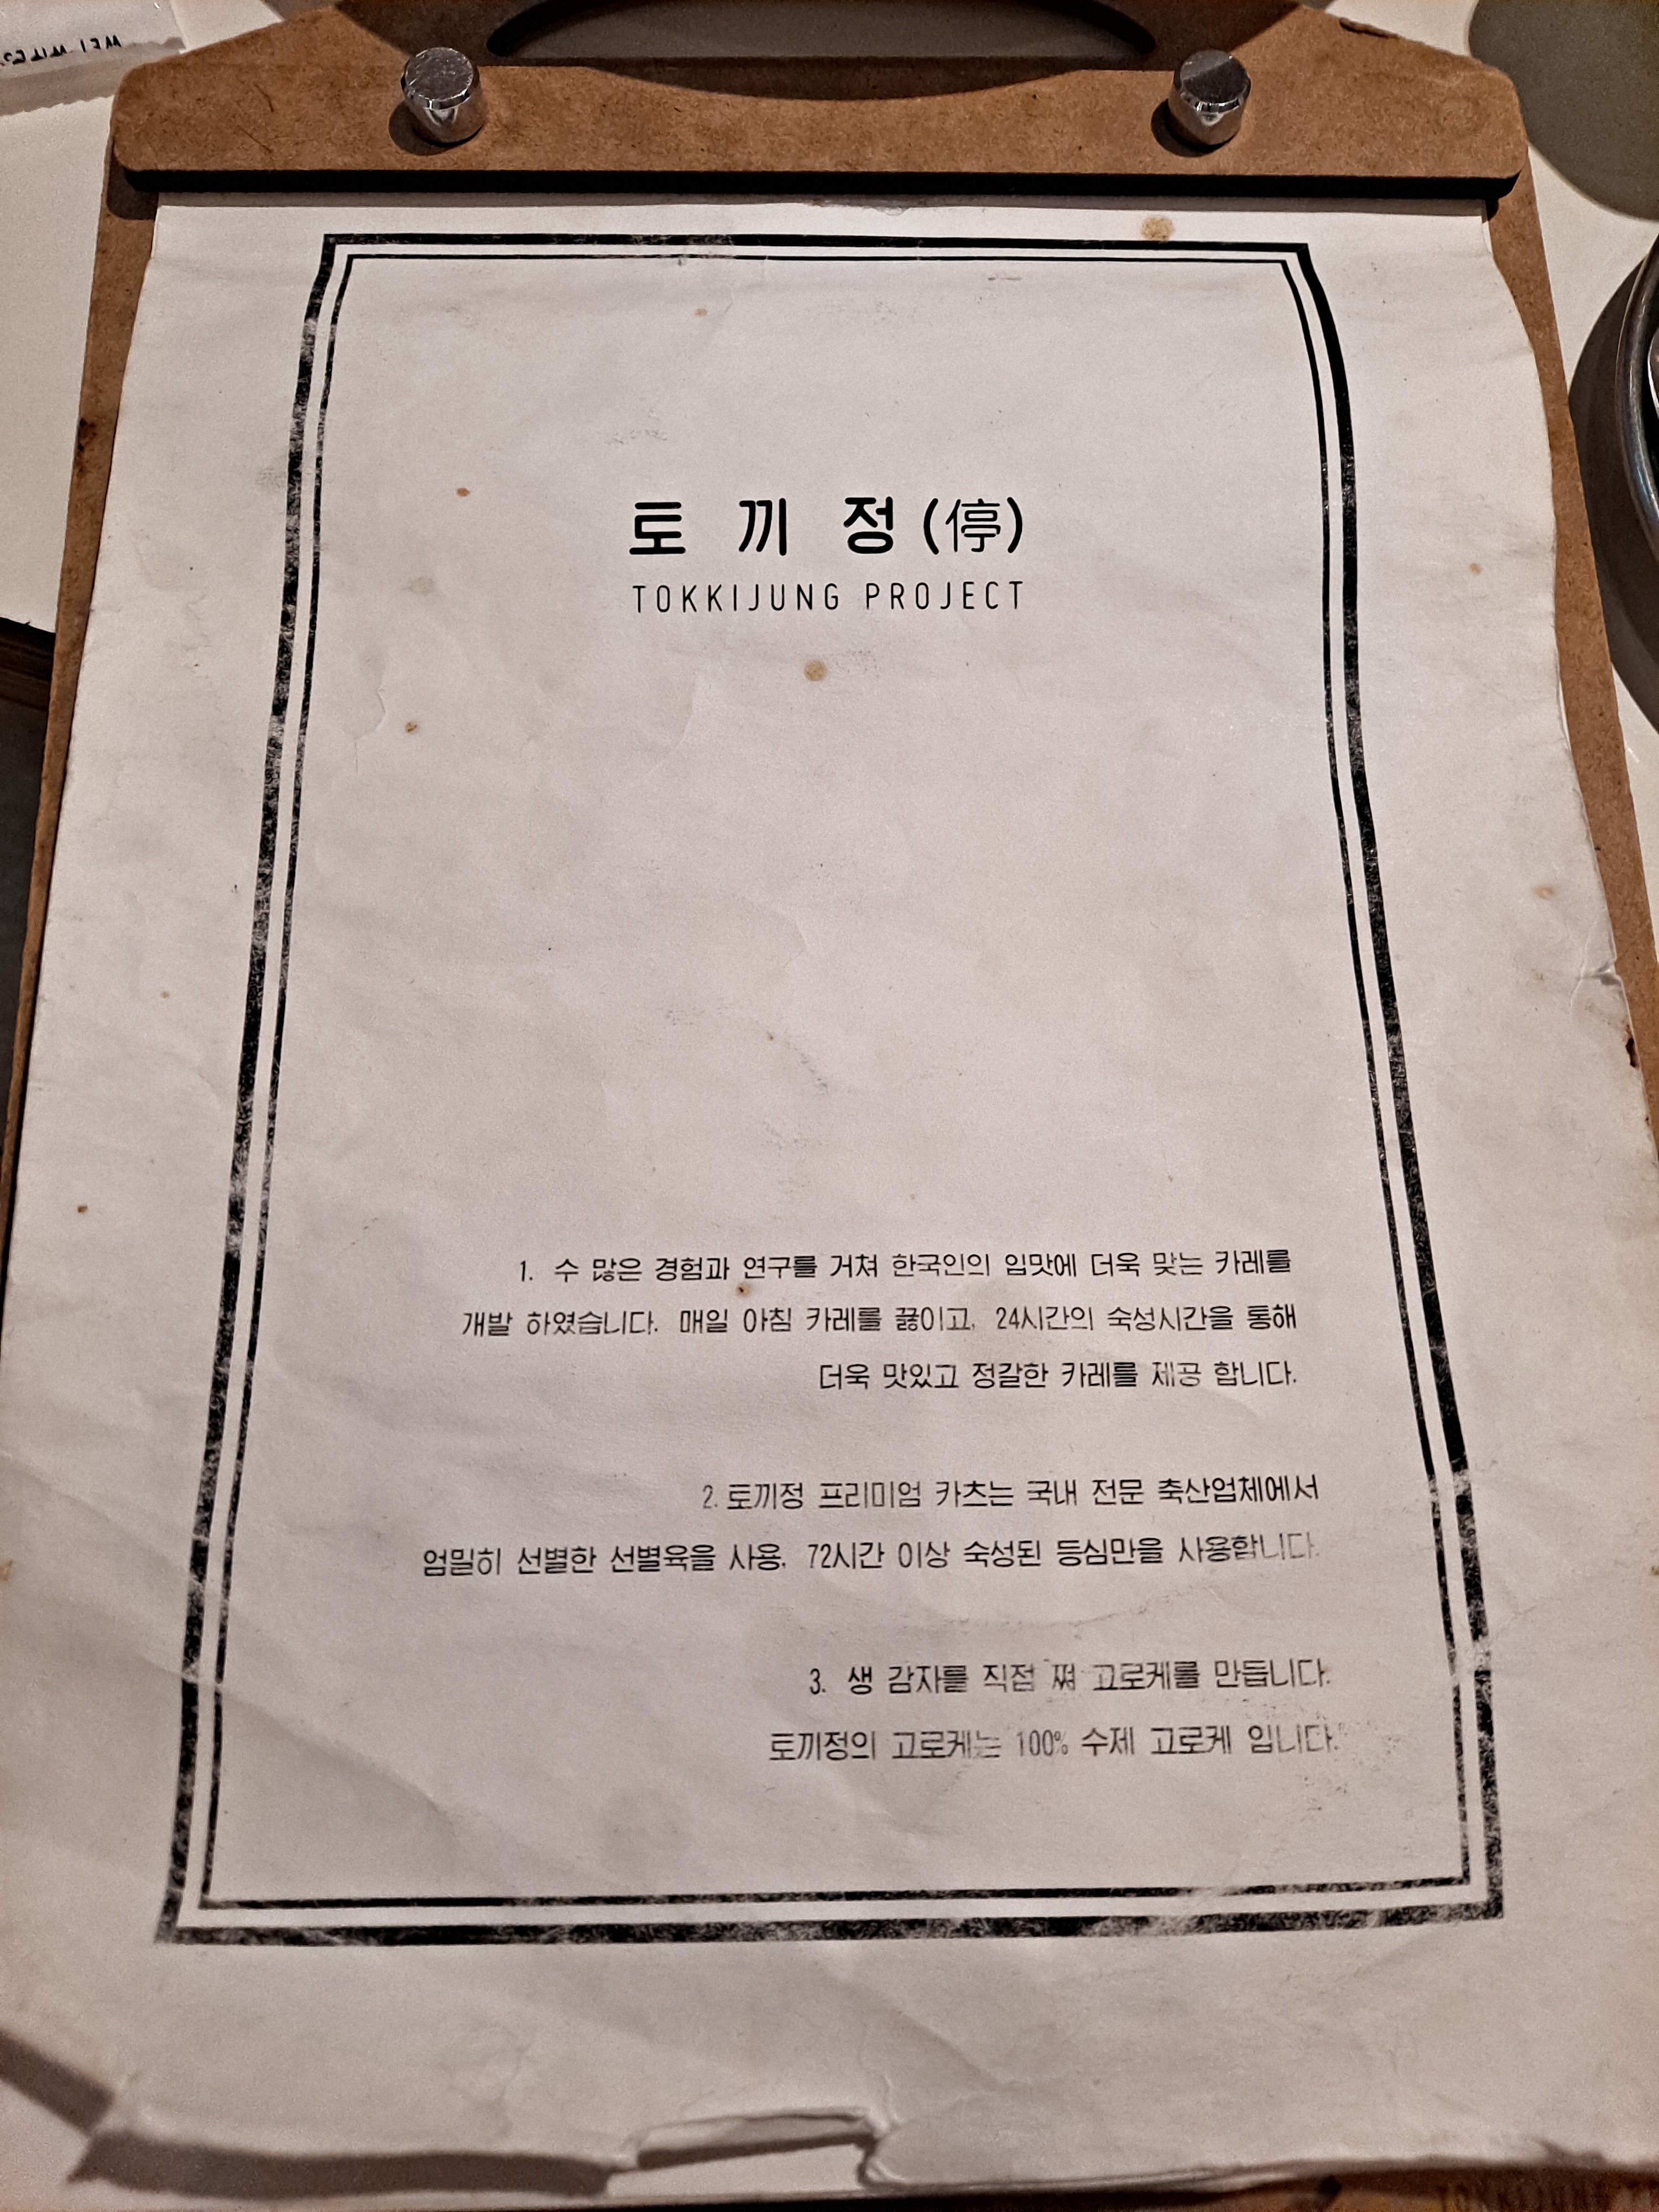 토끼정(停)
TOKKIJUNG PROJECT
1. 수 많은 경험과 연구를 거쳐 한국인의 입맛에 더욱 맞는 카레를
개발 하였습니다. 매일 아침 카레를 끓이고, 24시간의 숙성시간을 통해
더욱 맛있고 정갈한 카레를 제공 합니다.
2. 토끼정 프리미엄 카츠는 국내 전문 축산업체에서
엄밀히 선별한 선별육을 사용, 72시간 이상 숙성된 등심만을 사용합니다.
3. 생 감자를 직접 쪄 고로케를 만듭니다.
토끼정의 고로케는 100% 수제 고로케 입니다.